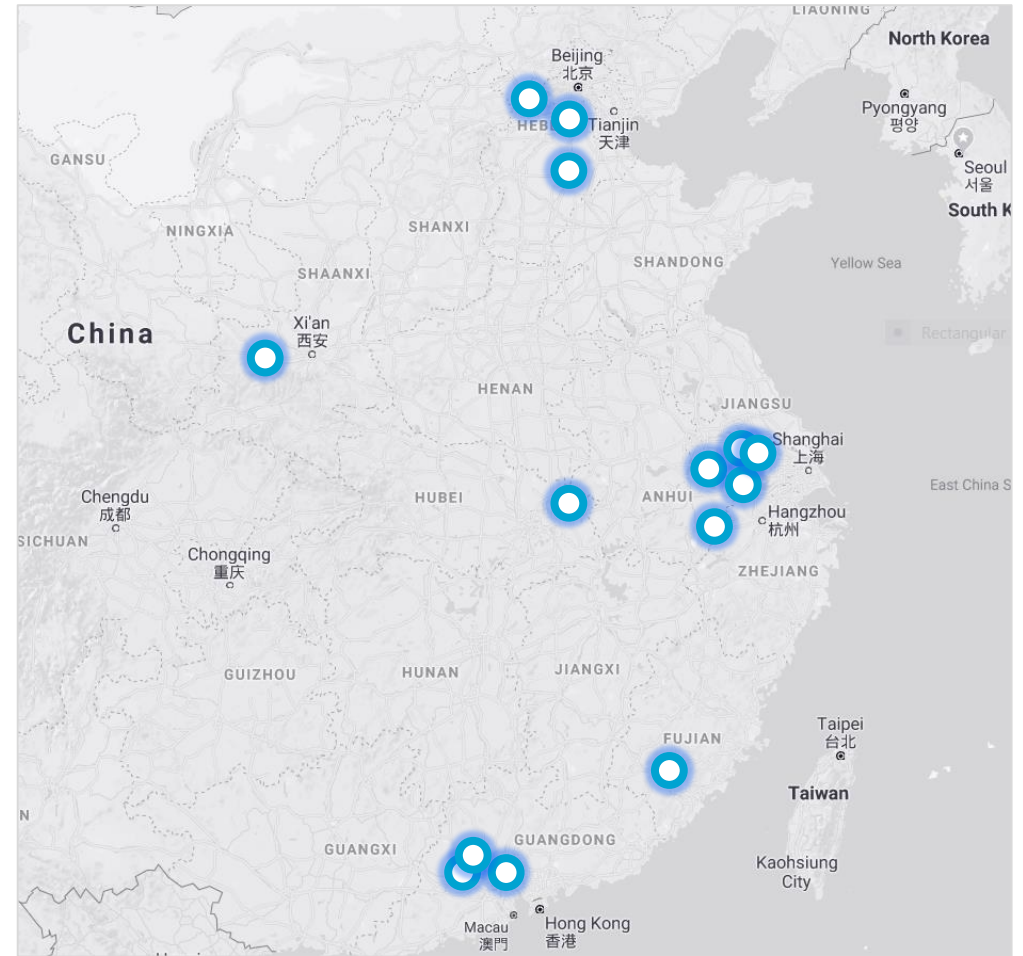 LIAONING
North Korea
Beijing
北京
Pyongyang
평양
HEB
Tianjin
天津
GANSU
Seoul
서울
South K
NINGXIA
SHANXI
SHANDONG
Yellow Sea
SHAANXI
China
Xi'an
西安
Rectangular
HENAN
JIANGSU
Shanghai
上海
East China S
Chengdu
成都
HUBEI
ANHUI
Hangzhou
杭州
SICHUAN
Chongqing
重庆
ZHEJIANG
GUIZHOU
HUNAN
JIANGXI
FUJIAN
Taipei
台北
Taiwan
N
GUANGXI
GUANGDONG
Kaohsiung
City
Macau
澳門
Hong Kong
香港